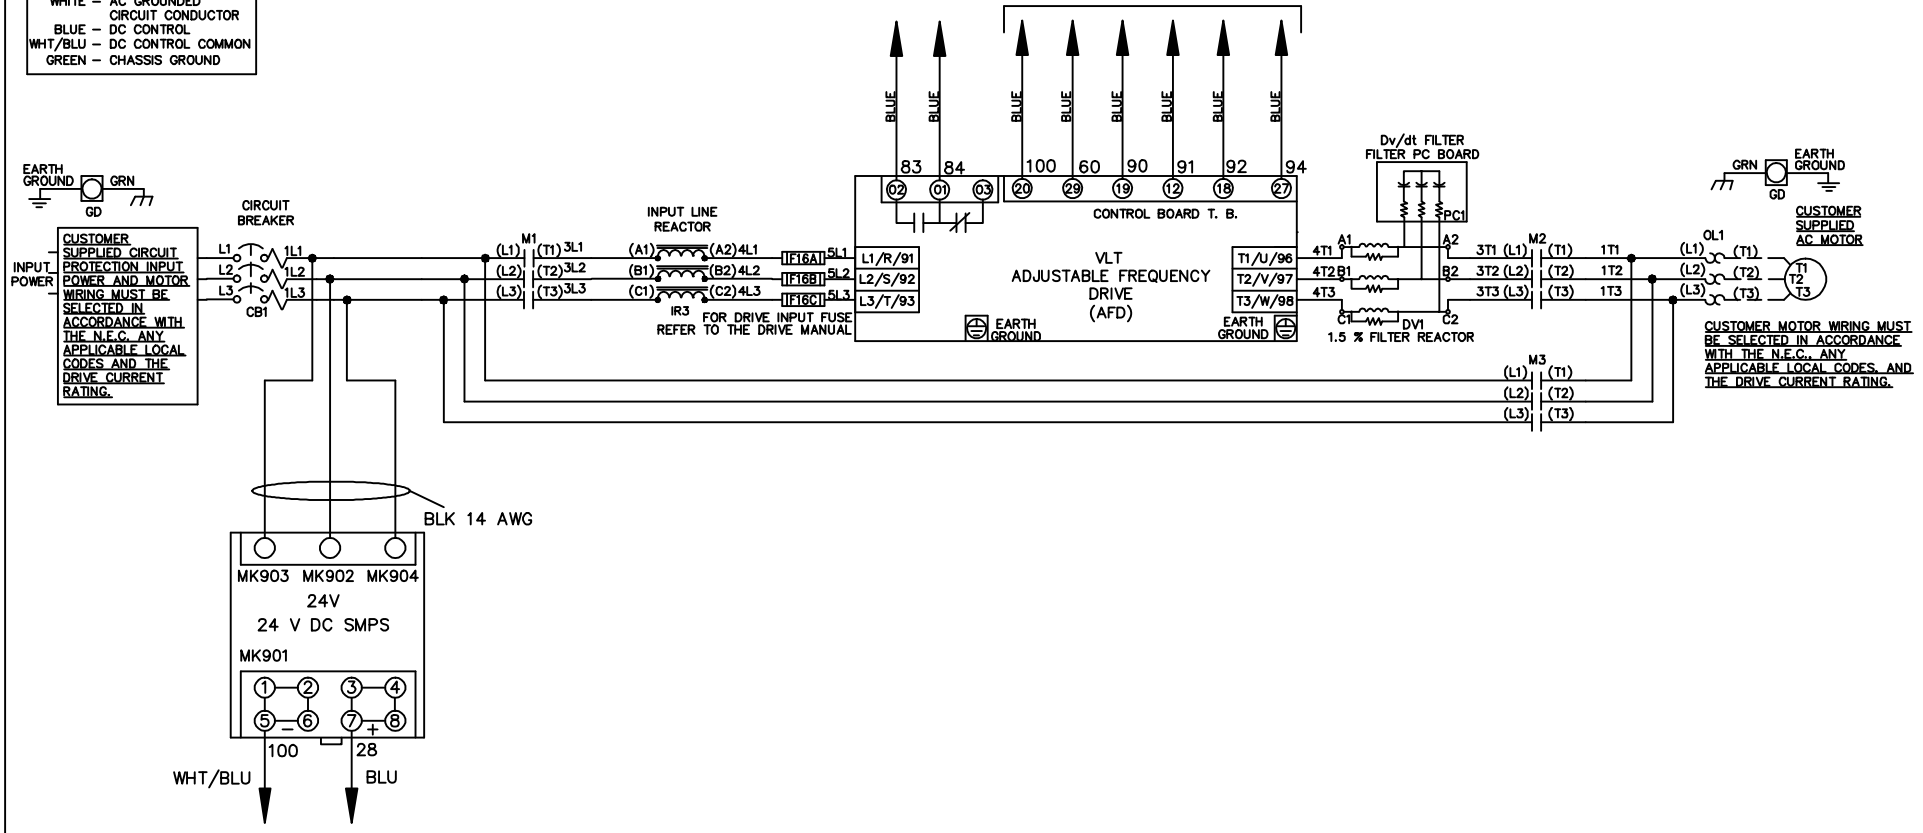 WHITE – AC GROUNDED
CIRCUIT CONDUCTOR
BLUE – DC CONTROL
WHT/BLU – DC CONTROL COMMON
GREEN – CHASSIS GROUND
BLUE
BLUE
BLUE
BLUE
BLUE
BLUE
BLUE
BLUE
83
84
100
60
90
91
92
94
02
01
03
20
29
19
12
18
27
CONTROL BOARD T. B.
EARTH
GROUND
GRN
GD
CUSTOMER
SUPPLIED CIRCUIT
PROTECTION INPUT
POWER AND MOTOR
WIRING MUST BE
SELECTED IN
ACCORDANCE WITH
THE N.E.C. ANY
APPLICABLE LOCAL
CODES AND THE
DRIVE CURRENT
RATING.
INPUT
POWER
CIRCUIT
BREAKER
L1
1L1
L2
1L2
L3
1L3
CB1
M1
(L1) (T1) 3L1
(L2) (T2) 3L2
(L3) (T3) 3L3
INPUT LINE
REACTOR
(A1) (A2) 4L1
(B1) (B2) 4L2
(C1) (C2) 4L3
IR3
F16A 5L1
F16B 5L2
F16C 5L3
FOR DRIVE INPUT FUSE
REFER TO THE DRIVE MANUAL
L1/R/91
L2/S/92
L3/T/93
VLT
ADJUSTABLE FREQUENCY
DRIVE
(AFD)
EARTH
GROUND
T1/U/96
T2/V/97
T3/W/98
EARTH
GROUND
Dv/dt FILTER
FILTER PC BOARD
PC1
4T1 A1 A2
4T2 B1 B2
4T3
C1 C2
DV1
1.5 % FILTER REACTOR
M2
3T1 (L1) (T1) 1T1
3T2 (L2) (T2) 1T2
3T3 (L3) (T3) 1T3
OL1
(L1) (T1)
(L2) (T2)
(L3) (T3)
T1
T2
T3
GRN
GD
EARTH
GROUND
CUSTOMER
SUPPLIED
AC MOTOR
CUSTOMER MOTOR WIRING MUST
BE SELECTED IN ACCORDANCE
WITH THE N.E.C., ANY
APPLICABLE LOCAL CODES, AND
THE DRIVE CURRENT RATING.
M3
(L1) (T1)
(L2) (T2)
(L3) (T3)
BLK 14 AWG
MK903 MK902 MK904
24V
24 V DC SMPS
MK901
1 2 3 4
5 6 7 8
– +
100 28
WHT/BLU BLU